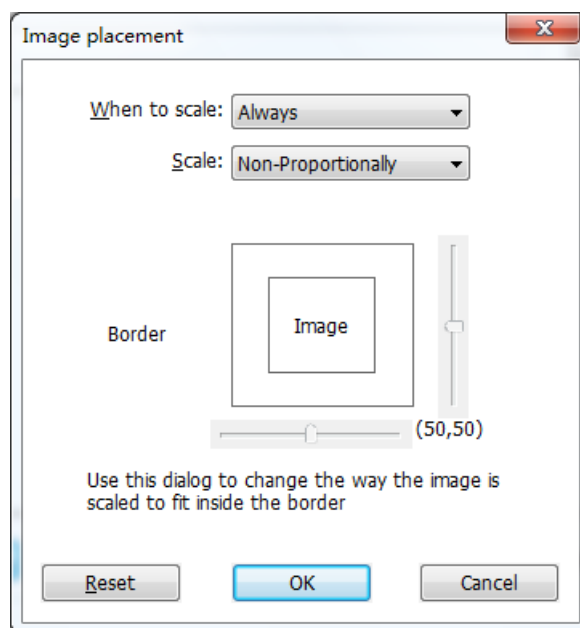 Image placement
When to scale: Always
Scale: Non-Proportionally
Border
Image
(50,50)
Use this dialog to change the way the image is
scaled to fit inside the border
Reset OK Cancel